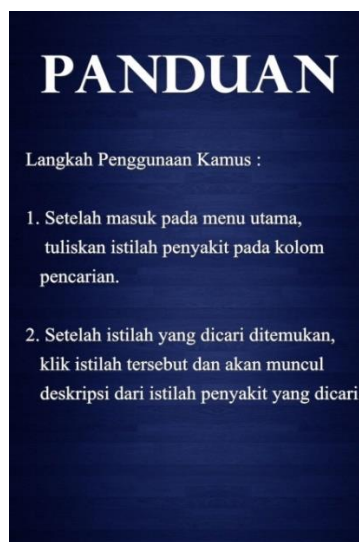 PANDUAN
Langkah Penggunaan Kamus :
1. Setelah masuk pada menu utama,
tuliskan istilah penyakit pada kolom
pencarian.
2. Setelah istilah yang dicari ditemukan,
klik istilah tersebut dan akan muncul
deskripsi dari istilah penyakit yang dicari